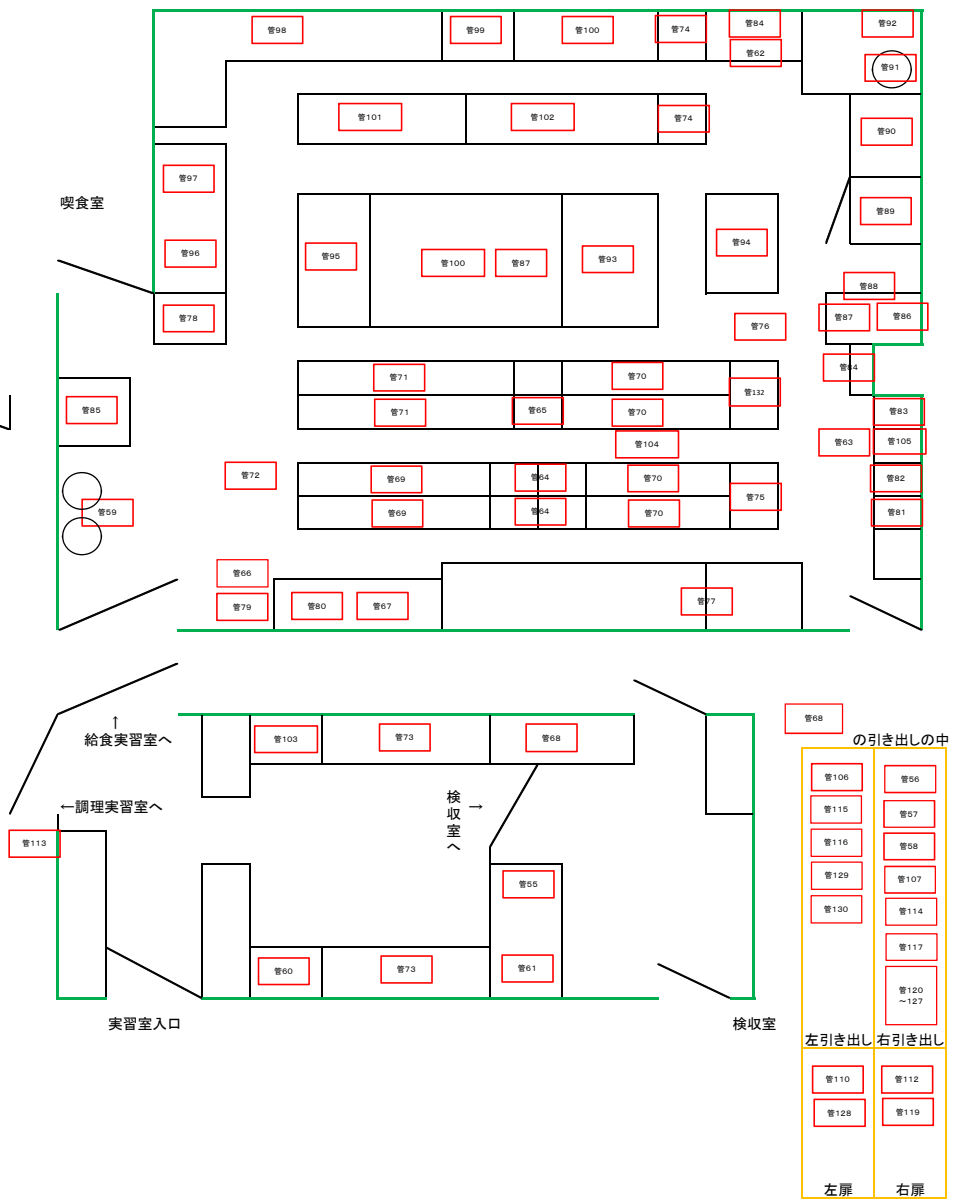 管98
管99
管100
管74
管84
管92
管62
管91
管101
管102
管74
管90
管97
喫食室
管89
管96
管95
管100
管87
管93
管94
管88
管78
管76
管87
管86
管84
管71
管70
管132
管85
管71
管65
管70
管83
管104
管63
管105
管72
管69
管64
管70
管82
管59
管69
管64
管70
管75
管81
管66
管79
管80
管67
管77
↑
給食実習室へ
管103
管73
管68
管68
の引き出しの中
←調理実習室へ
検収室へ
→
管113
管55
管60
管73
管61
実習室入口
検収室
管106
管56
管115
管57
管116
管58
管129
管107
管130
管114
管117
管120
～127
左引き出し
右引き出し
管110
管112
管128
管119
左扉
右扉